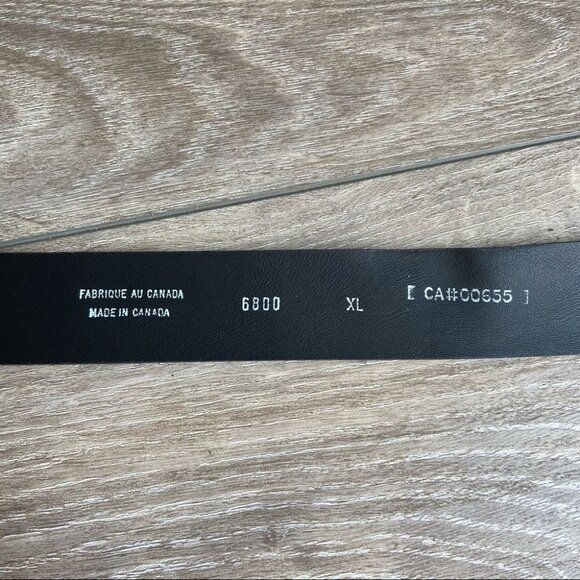 FABRIQUE AU CANADA
MADE IN CANADA
6800
XL
[ CA#00655 ]